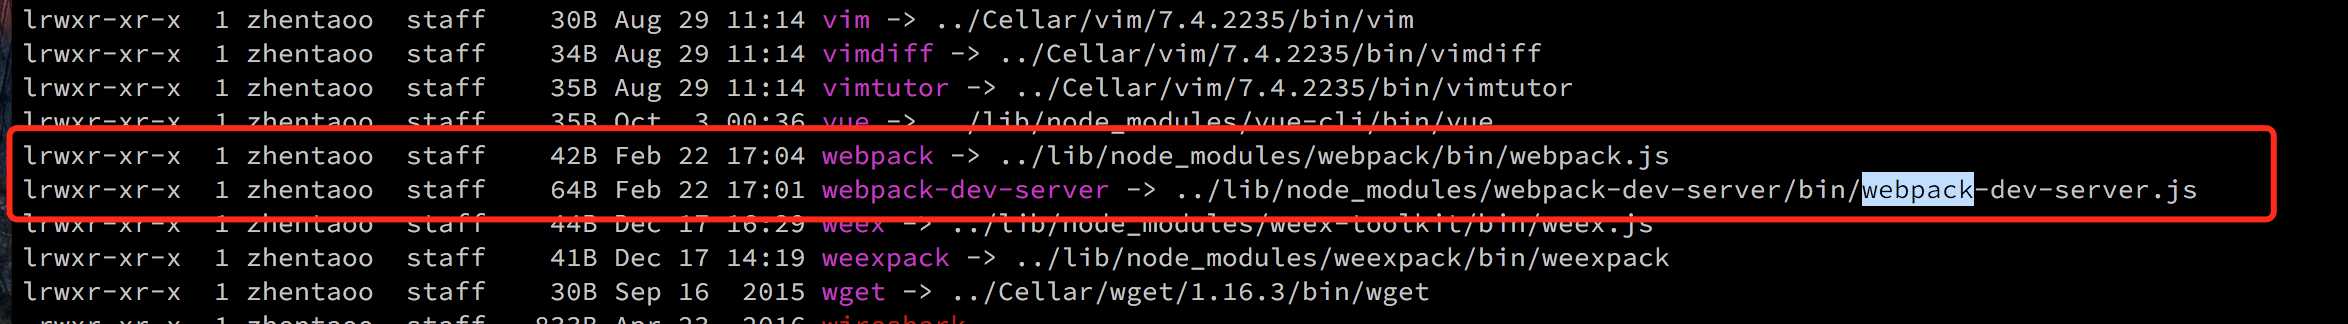 lrwxr-xr-x  1 zhentaoo  staff    30B Aug 29 11:14 vim -> ../Cellar/vim/7.4.2235/bin/vim
lrwxr-xr-x  1 zhentaoo  staff    34B Aug 29 11:14 vimdiff -> ../Cellar/vim/7.4.2235/bin/vimdiff
lrwxr-xr-x  1 zhentaoo  staff    35B Aug 29 11:14 vimtutor -> ../Cellar/vim/7.4.2235/bin/vimtutor
lrwxr-xr-x  1 zhentaoo  staff    35B Oct  3 00:36 vue -> ../lib/node_modules/vue-cli/bin/vue
lrwxr-xr-x  1 zhentaoo  staff    42B Feb 22 17:04 webpack -> ../lib/node_modules/webpack/bin/webpack.js
lrwxr-xr-x  1 zhentaoo  staff    64B Feb 22 17:01 webpack-dev-server -> ../lib/node_modules/webpack-dev-server/bin/webpack-dev-server.js
lrwxr-xr-x  1 zhentaoo  staff    44B Dec 17 16:29 weex -> ../lib/node_modules/weex-toolkit/bin/weex.js
lrwxr-xr-x  1 zhentaoo  staff    41B Dec 17 14:19 weexpack -> ../lib/node_modules/weexpack/bin/weexpack
lrwxr-xr-x  1 zhentaoo  staff    30B Sep 16  2015 wget -> ../Cellar/wget/1.16.3/bin/wget
1 zhentaoo  staff   833B Apr 23  2016 wireshark